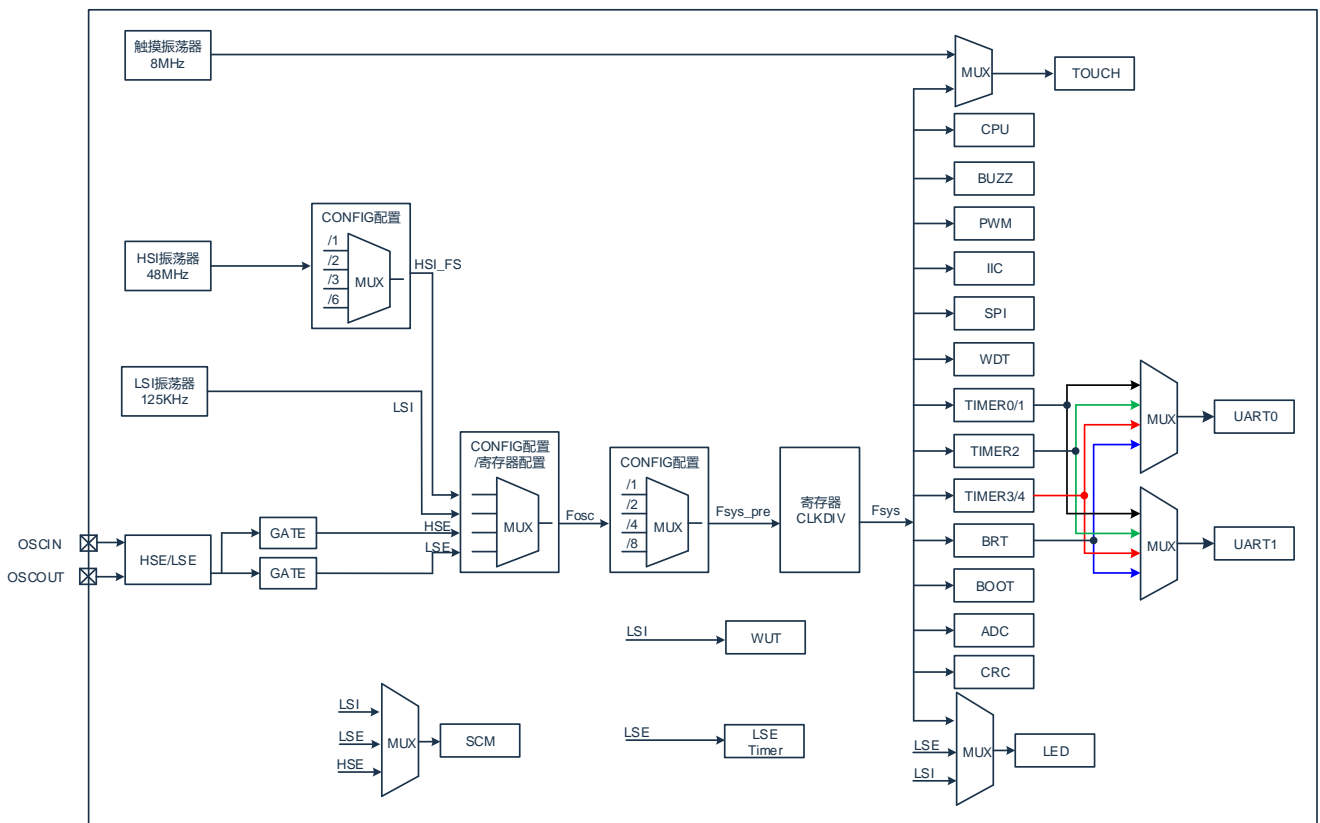 触摸振荡器
8MHz
MUX
TOUCH
CPU
BUZZ
PWM
IIC
SPI
WDT
TIMER0/1
TIMER2
TIMER3/4
BRT
BOOT
ADC
CRC
MUX
UART0
MUX
UART1
HSI振荡器
48MHz
CONFIG配置
/1
/2
/3
/6
MUX
HSI_FS
LSI振荡器
125KHz
LSI
CONFIG配置
/寄存器配置
MUX
Fosc
CONFIG配置
/1
/2
/4
/8
MUX
Fsys_pre
寄存器
CLKDIV
Fsys
OSCIN
OSCOUT
HSE/LSE
GATE
GATE
HSE
LSE
LSI
WUT
LSI
LSE
HSE
MUX
SCM
LSE
LSE
Timer
LSE
LSI
MUX
LED